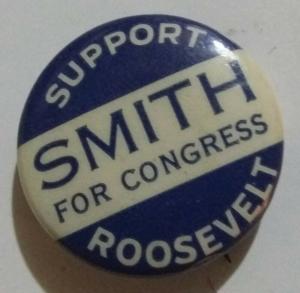 SUPPORT
SMITH
FOR CONGRESS
ROOSEVELT